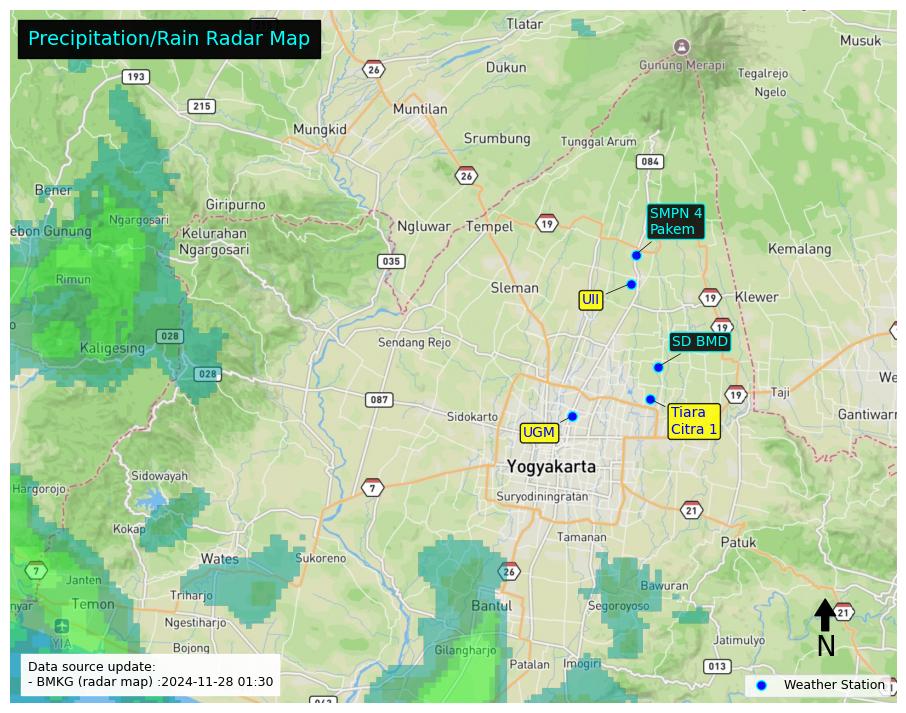 Precipitation/Rain Radar Map
Tlatar
Musuk
26
Gunung Merapi
Dukun
Tegalrejo
193
Ngelo
215
Muntilan
Mungkid
Srumbung
Tunggal Arum
084
26
Bener
Giripurno
SMPN 4
Pakem
Ngargosari
ebon Gunung
Kelurahan
Ngargosari
Ngluwar
Tempel
19
Kemalang
035
Rimun
Sleman
UII
19
Klewer
028
Kaligesing
Sendang Rejo
SD BMD
19
028
087
Sidokarto
19
Taji
We
Tiara
Citra 1
Gantiwarn
UGM
Yogyakarta
Sidowayah
Hargorojo
7
Suryodiningratan
21
Kokap
Tamanan
Patuk
Wates
Sukoreno
7
Janten
26
Bawuran
Triharjo
nyar
Temon
Bantul
Segoroyoso
21
Ngestiharjo
YIA
Bojong
Gilangharjo
Jatimulyo
N
Patalan
Imogiri
013
Data source update:
- BMKG (radar map) :2024-11-28 01:30
Weather Station